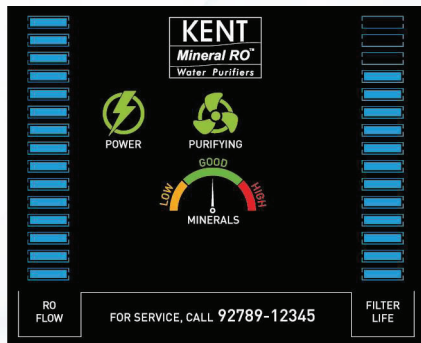 KENT
Mineral RO™
Water Purifiers
POWER
PURIFYING
LOW
GOOD
HIGH
MINERALS
RO
FLOW
FOR SERVICE, CALL 92789-12345
FILTER
LIFE